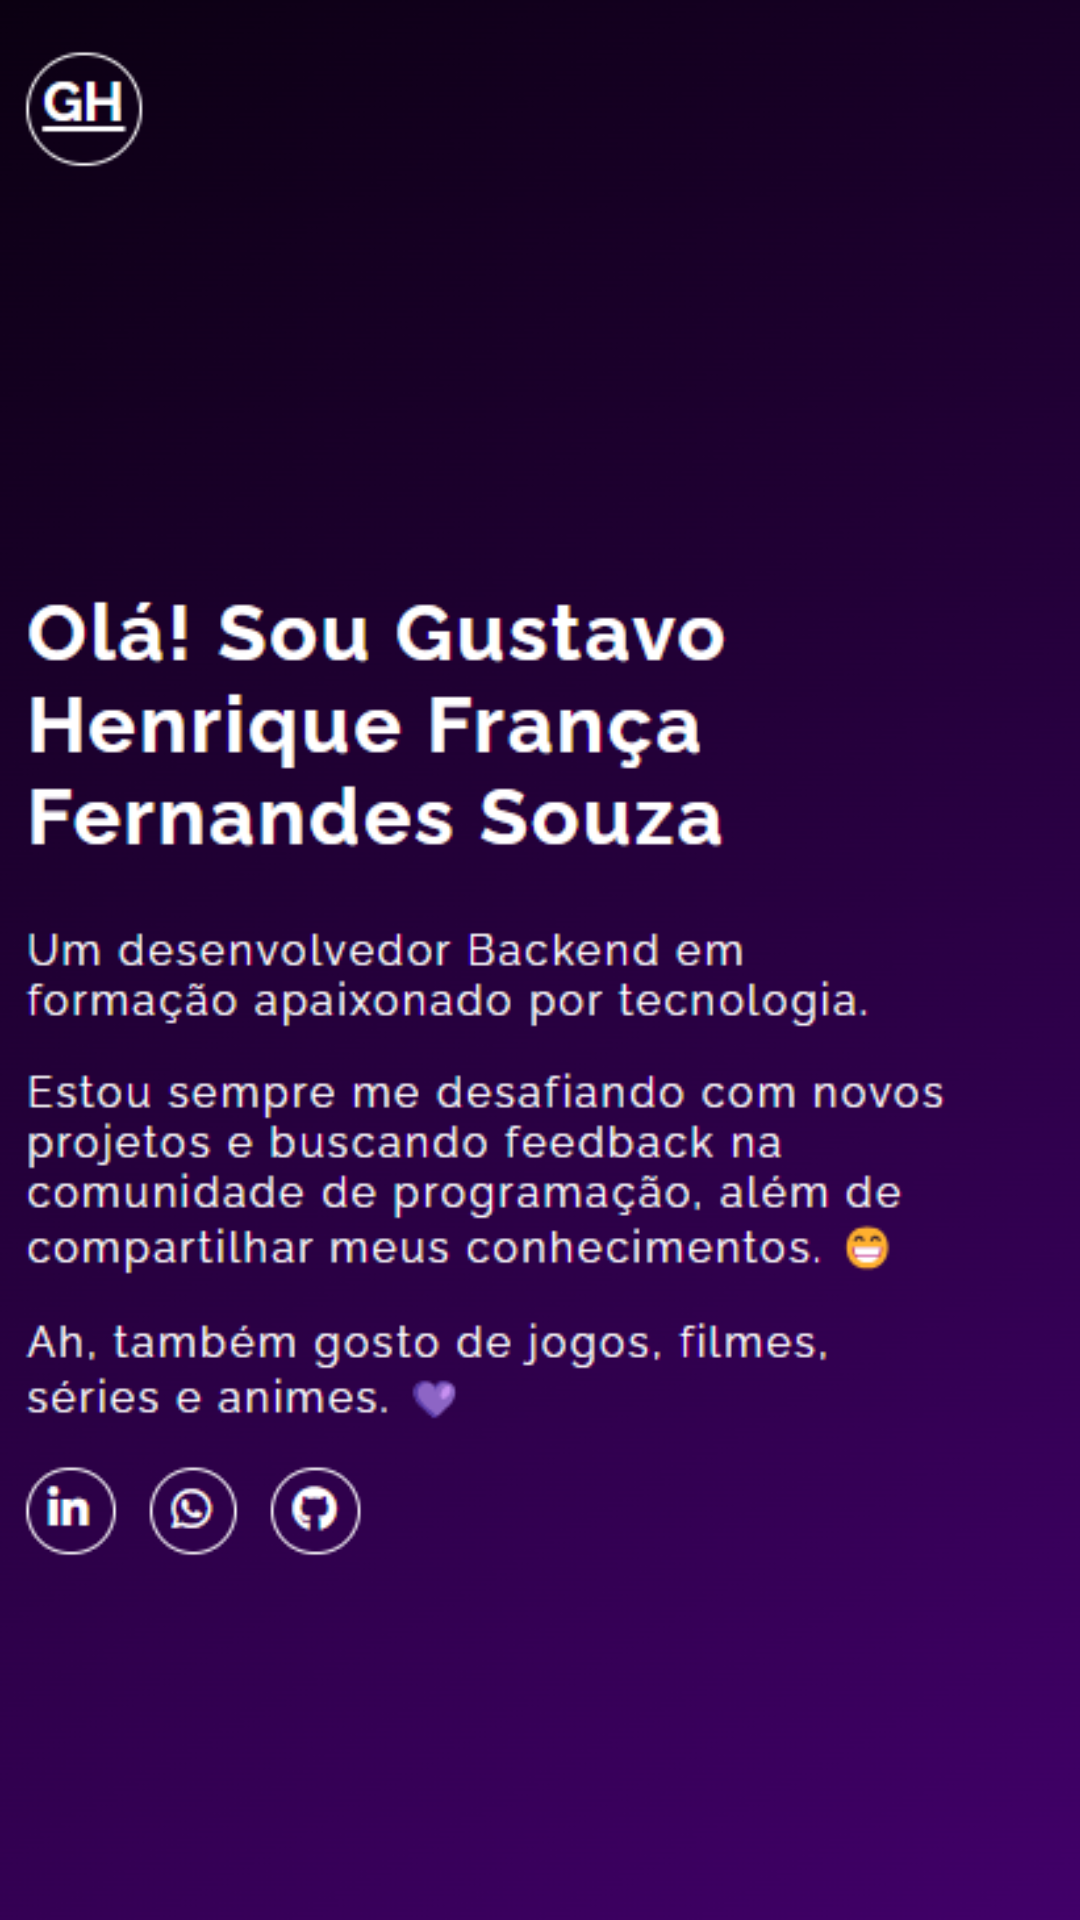 GH
Olá! Sou Gustavo
Henrique França
Fernandes Souza
Um desenvolvedor Backend em
formação apaixonado por tecnologia.
Estou sempre me desafiando com novos
projetos e buscando feedback na
comunidade de programação, além de
compartilhar meus conhecimentos. 😁
Ah, também gosto de jogos, filmes,
séries e animes. 💜
in